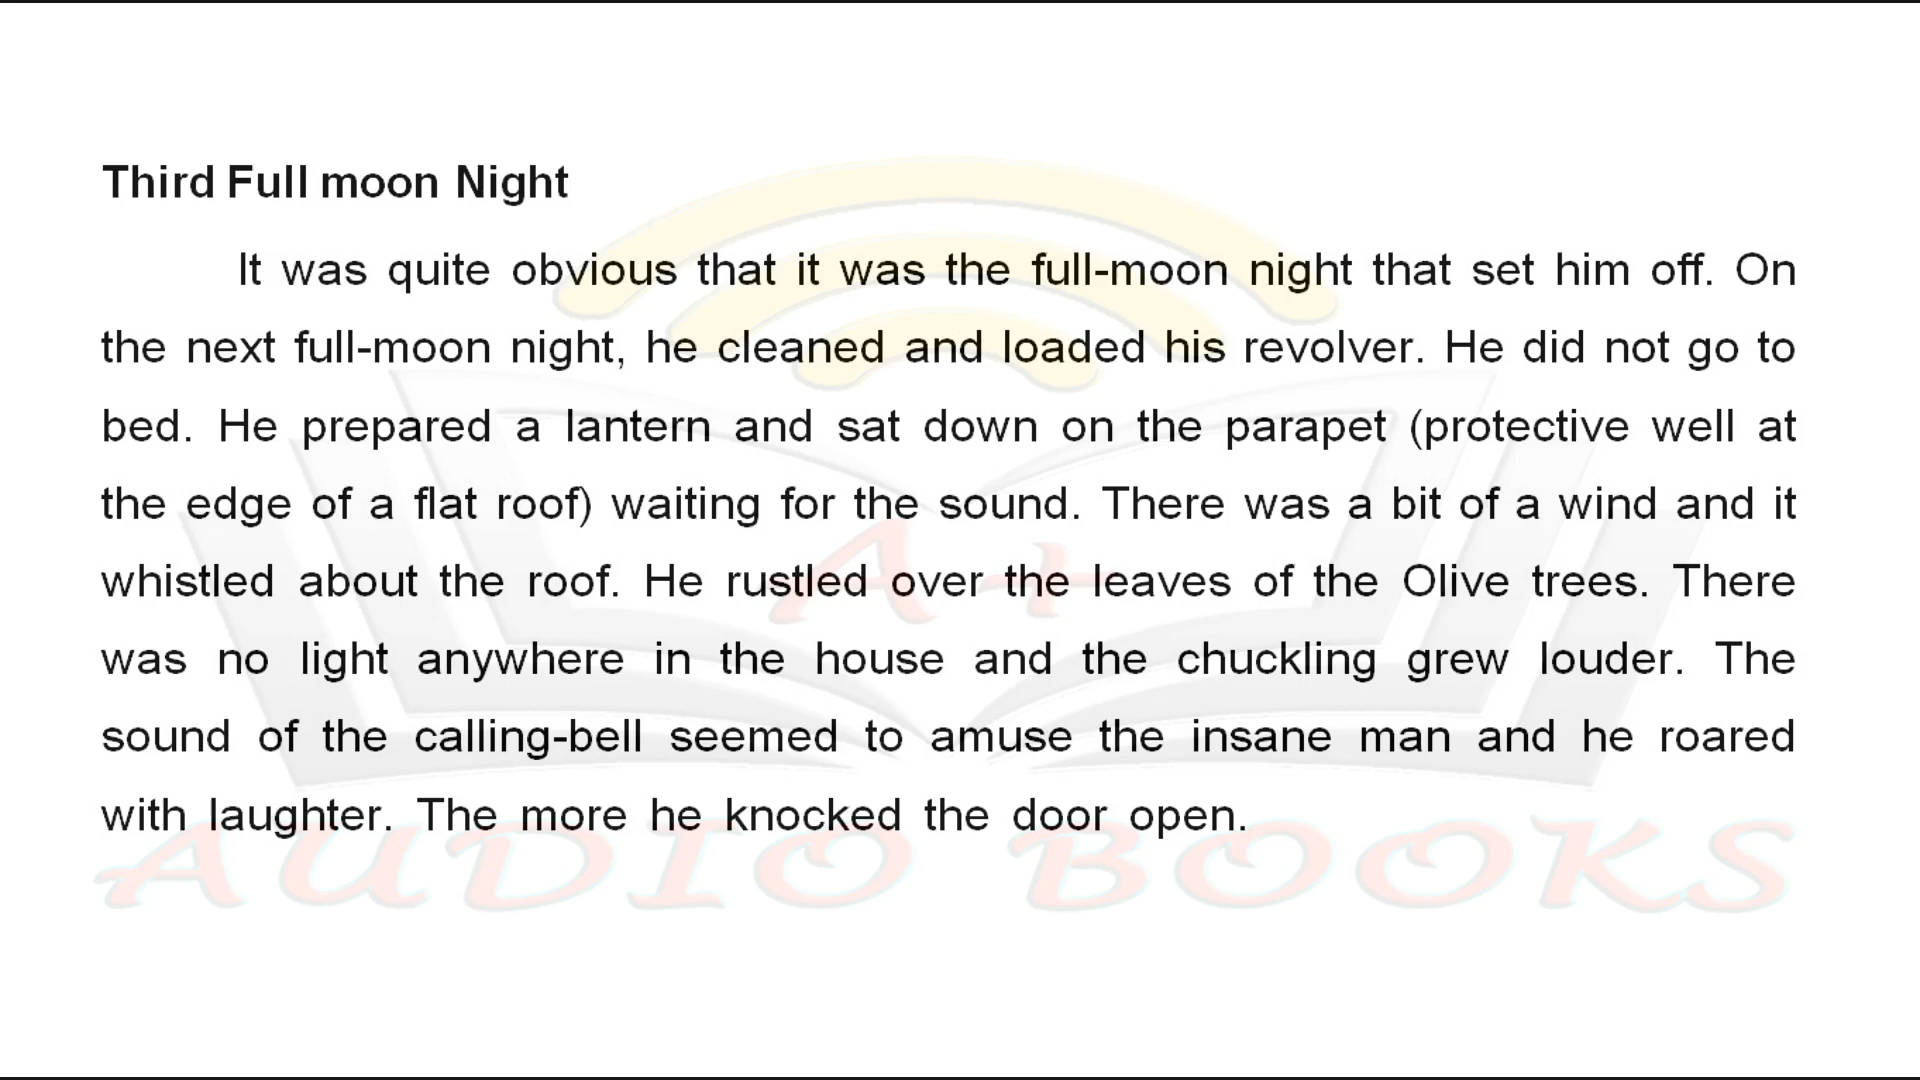 Third Full moon Night
It was quite obvious that it was the full-moon night that set him off. On
the next full-moon night, he cleaned and loaded his revolver. He did not go to
bed. He prepared a lantern and sat down on the parapet (protective well at
the edge of a flat roof) waiting for the sound. There was a bit of a wind and it
whistled about the roof. He rustled over the leaves of the Olive trees. There
was no light anywhere in the house and the chuckling grew louder. The
sound of the calling-bell seemed to amuse the insane man and he roared
with laughter. The more he knocked the door open.
A+
AUDIO BOOKS